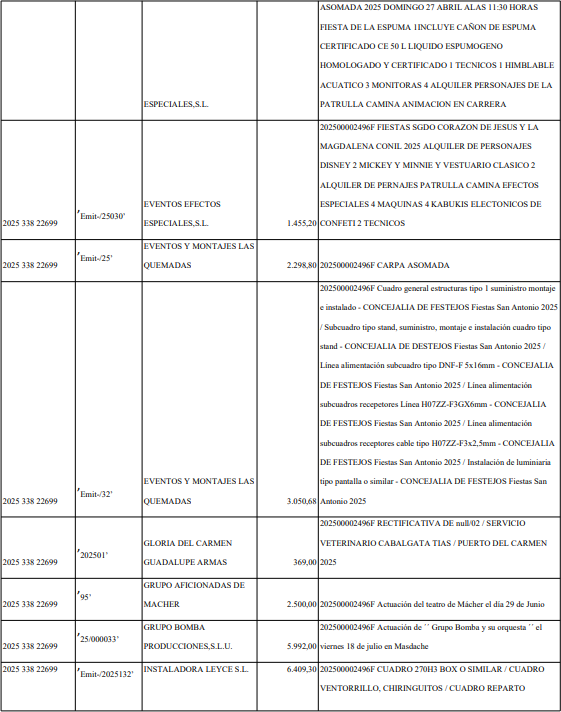 ASOMADA 2025 DOMINGO 27 ABRIL ALAS 11:30 HORAS
FIESTA DE LA ESPUMA 1INCLUYE CAÑON DE ESPUMA
CERTIFICADO CE 50 L LIQUIDO ESPUMOGENO
HOMOLOGADO Y CERTIFICADO 1 TECNICOS 1 HIMBLABLE
ACUATICO 3 MONITORAS 4 ALQUILER PERSONAJES DE LA
ESPECIALES,S.L. PATRULLA CAMINA ANIMACION EN CARRERA
202500002496F FIESTAS SGDO CORAZON DE JESUS Y LA
MAGDALENA CONIL 2025 ALQUILER DE PERSONAJES
DISNEY 2 MICKEY Y MINNIE Y VESTUARIO CLASICO 2
ALQUILER DE PERNAJES PATRULLA CAMINA EFECTOS
EVENTOS EFECTOS ESPECIALES 4 MAQUINAS 4 KABUKIS ELECTONICOS DE
2025 338 22699 'Emit-/25030' ESPECIALES,S.L. 1.455,20 CONFETI 2 TECNICOS
EVENTOS Y MONTAJES LAS
2025 338 22699 'Emit-/25' QUEMADAS 2.298,80 202500002496F CARPA ASOMADA
202500002496F Cuadro general estructuras tipo 1 suministro montaje
e instalado - CONCEJALIA DE FESTEJOS Fiestas San Antonio 2025
/ Subcuadro tipo stand, suministro, montaje e instalación cuadro tipo
stand - CONCEJALIA DE DESTEJOS Fiestas San Antonio 2025 /
Línea alimentación subcuadro tipo DNF-F 5x16mm - CONCEJALIA
DE FESTEJOS Fiestas San Antonio 2025 / Línea alimentación
subcuadros recepetores Línea H07ZZ-F3GX6mm - CONCEJALIA
DE FESTEJOS Fiestas San Antonio 2025 / Línea alimentación
subcuadros receptores cable tipo H07ZZ-F3x2,5mm - CONCEJALIA
DE FESTEJOS Fiestas San Antonio 2025 / Instalación de luminiaria
EVENTOS Y MONTAJES LAS tipo pantalla o similar - CONCEJALIA DE FESTEJOS Fiestas San
2025 338 22699 'Emit-/32' QUEMADAS 3.050,68 Antonio 2025
202500002496F RECTIFICATIVA DE null/02 / SERVICIO
GLORIA DEL CARMEN VETERINARIO CABALGATA TIAS / PUERTO DEL CARMEN
2025 338 22699 '202501' GUADALUPE ARMAS 369,00 2025
GRUPO AFICIONADAS DE
2025 338 22699 '95' MACHER 2.500,00 202500002496F Actuación del teatro de Mácher el día 29 de Junio
GRUPO BOMBA 202500002496F Actuación de ´´ Grupo Bomba y su orquesta ´´ el
2025 338 22699 '25/000033' PRODUCCIONES,S.L.U. 5.992,00 viernes 18 de julio en Masdache
2025 338 22699 'Emit-/2025132' INSTALADORA LEYCE S.L. 6.409,30 202500002496F CUADRO 270H3 BOX O SIMILAR / CUADRO
VENTORRILLO, CHIRINGUITOS / CUADRO REPARTO